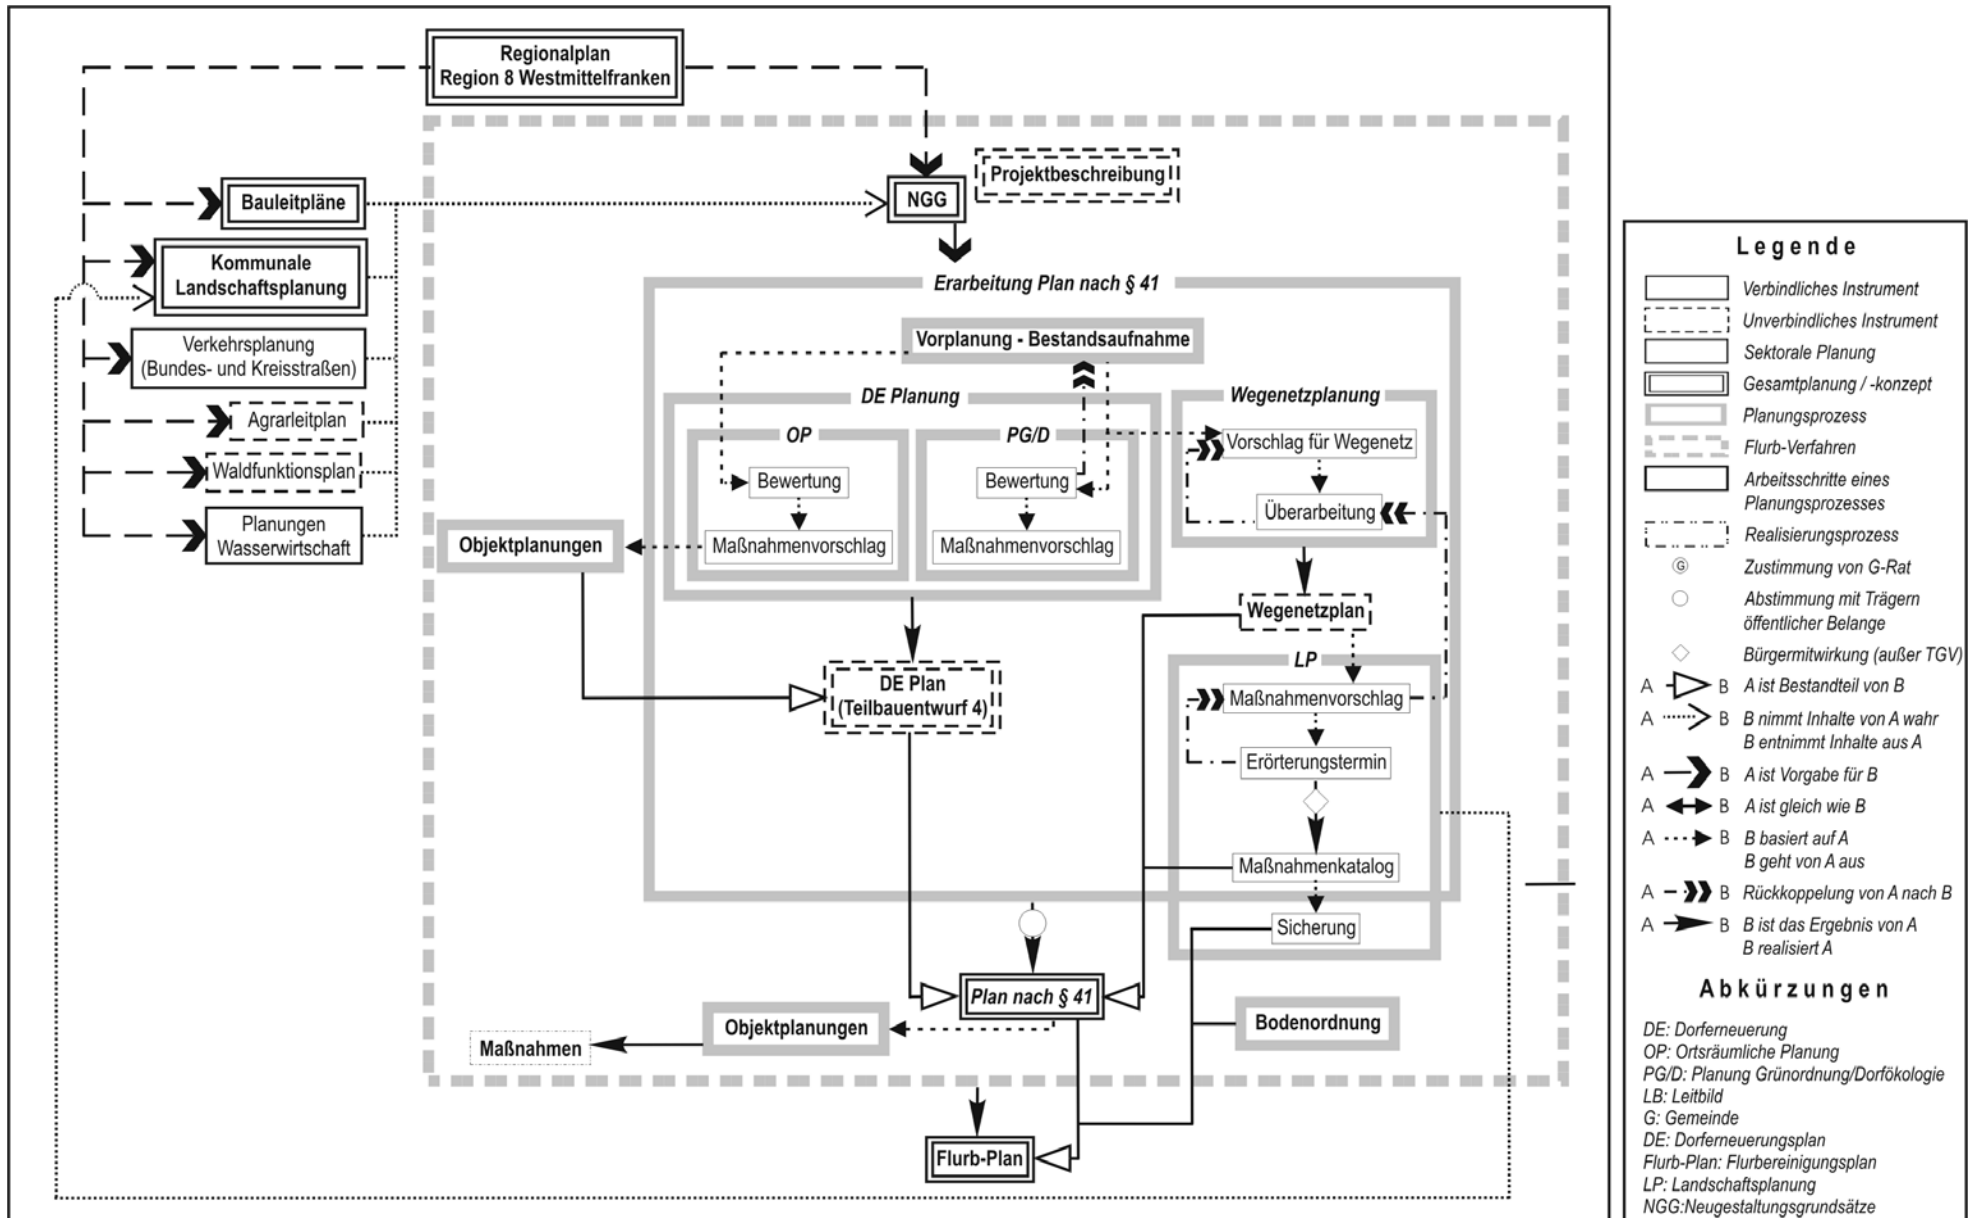 Regionalplan
Region 8 Westmittelfranken
Projektbeschreibung
NGG
Bauleitpläne
Kommunale
Landschaftsplanung
Verkehrsplanung
(Bundes- und Kreisstraßen)
Agrarleitplan
Waldfunktionsplan
Planungen
Wasserwirtschaft
Erarbeitung Plan nach § 41
Vorplanung - Bestandsaufnahme
DE Planung
OP
Bewertung
Maßnahmenvorschlag
PG/D
Bewertung
Maßnahmenvorschlag
Wegenetzplanung
Vorschlag für Wegenetz
Überarbeitung
Objektplanungen
Wegenetzplan
DE Plan
(Teilbauentwurf 4)
LP
Maßnahmenvorschlag
Erörterungstermin
Maßnahmenkatalog
Sicherung
Plan nach § 41
Objektplanungen
Maßnahmen
Bodenordnung
Flurb-Plan
Legende
Verbindliches Instrument
Unverbindliches Instrument
Sektorale Planung
Gesamtplanung / -konzept
Planungsprozess
Flurb-Verfahren
Arbeitsschritte eines
Planungsprozesses
Realisierungsprozess
G Zustimmung von G-Rat
Abstimmung mit Trägern
öffentlicher Belange
Bürgermitwirkung (außer TGV)
A B A ist Bestandteil von B
A B B nimmt Inhalte von A wahr
B entnimmt Inhalte aus A
A B A ist Vorgabe für B
A B A ist gleich wie B
A B B basiert auf A
B geht von A aus
A B Rückkoppelung von A nach B
A B B ist das Ergebnis von A
B realisiert A
Abkürzungen
DE: Dorferneuerung
OP: Ortsräumliche Planung
PG/D: Planung Grünordnung/Dorfökologie
LB: Leitbild
G: Gemeinde
DE: Dorferneuerungsplan
Flurb-Plan: Flurbereinigungsplan
LP: Landschaftsplanung
NGG:Neugestaltungsgrundsätze